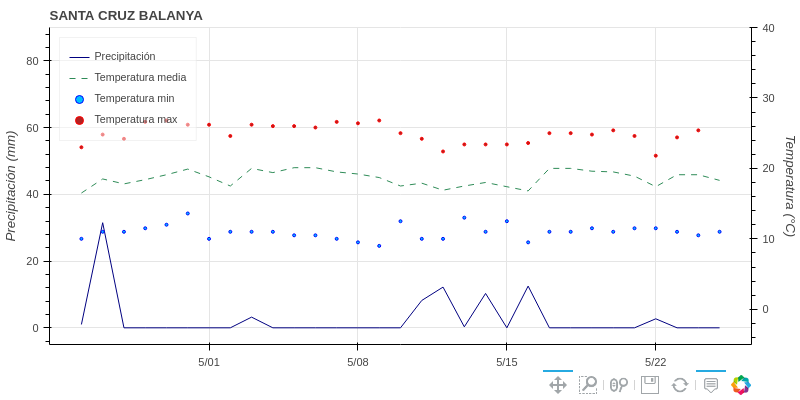 SANTA CRUZ BALANYA
Precipitación
Temperatura media
Temperatura min
Temperatura max
Precipitación (mm)
80
60
40
20
0
Temperatura (°C)
40
30
20
10
0
5/01
5/08
5/15
5/22